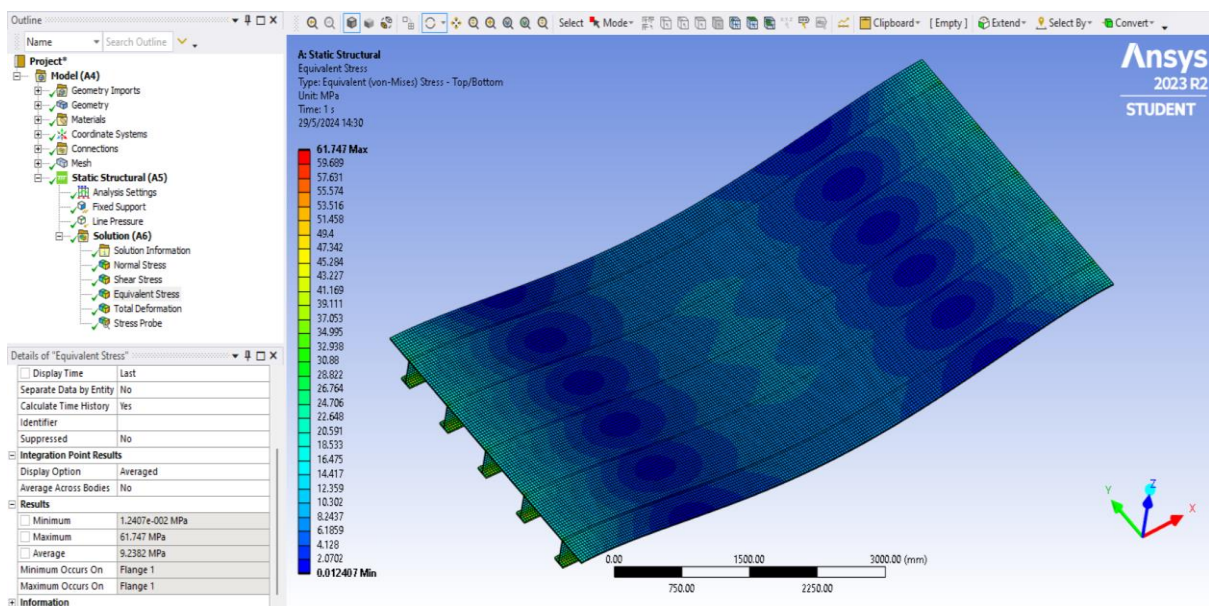 Outline
Name
Search Outline
Project*
Model (A4)
Geometry Imports
Geometry
Materials
Coordinate Systems
Connections
Mesh
Static Structural (A5)
Analysis Settings
Fixed Support
Line Pressure
Solution (A6)
Solution Information
Normal Stress
Shear Stress
Equivalent Stress
Total Deformation
Stress Probe
Details of "Equivalent Stress"
Display Time Last
Separate Data by Entity No
Calculate Time History Yes
Identifier
Suppressed No
Integration Point Results
Display Option Averaged
Average Across Bodies No
Results
Minimum 1.2407e-002 MPa
Maximum 61.747 MPa
Average 9.2382 MPa
Minimum Occurs On Flange 1
Maximum Occurs On Flange 1
Information
Select Mode Clipboard [ Empty ] Extend Select By Convert
A: Static Structural
Equivalent Stress
Type: Equivalent (von-Mises) Stress - Top/Bottom
Unit: MPa
Time: 1 s
29/5/2024 14:30
61.747 Max
59.689
57.631
55.574
53.516
51.458
49.4
47.342
45.284
43.227
41.169
39.111
37.053
34.995
32.938
30.88
28.822
26.764
24.706
22.648
20.591
18.533
16.475
14.417
12.359
10.302
8.2437
6.1859
4.128
2.0702
0.012407 Min
Ansys
2023 R2
STUDENT
0.00 1500.00 3000.00 (mm)
750.00 2250.00
Y Z X